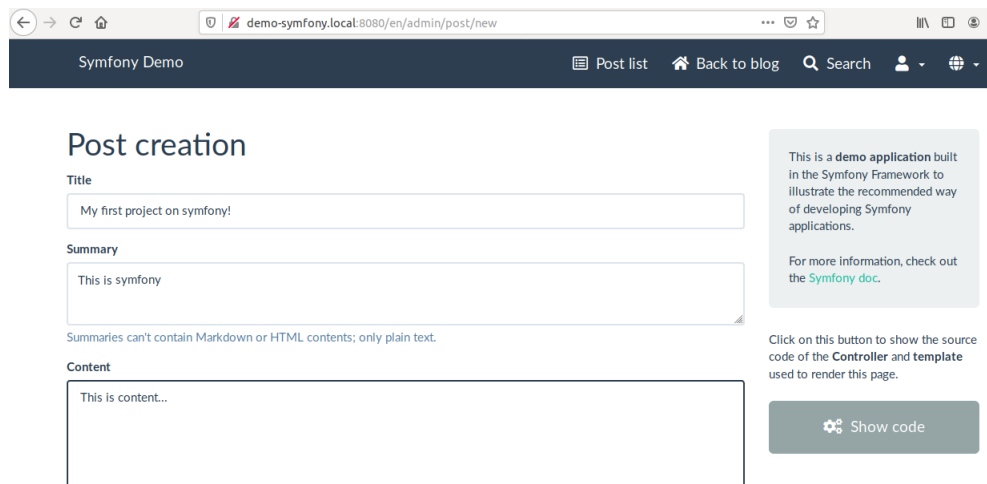 demo-symfony.local:8080/en/admin/post/new
Symfony Demo
Post list
Back to blog
Search
Post creation
Title
My first project on symfony!
Summary
This is symfony
Summaries can't contain Markdown or HTML contents; only plain text.
Content
This is content...
This is a demo application built
in the Symfony Framework to
illustrate the recommended way
of developing Symfony
applications.
For more information, check out
the Symfony doc.
Click on this button to show the source
code of the Controller and template
used to render this page.
Show code